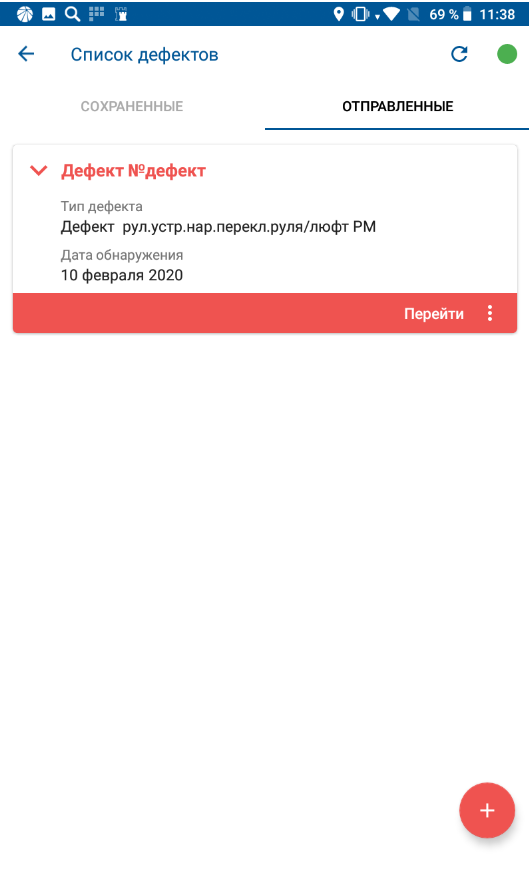 69 % 11:38
Список дефектов
СОХРАНЕННЫЕ ОТПРАВЛЕННЫЕ
Дефект №дефект
Тип дефекта
Дефект  рул.устр.нар.перекл.руля/люфт РМ
Дата обнаружения
10 февраля 2020
Перейти